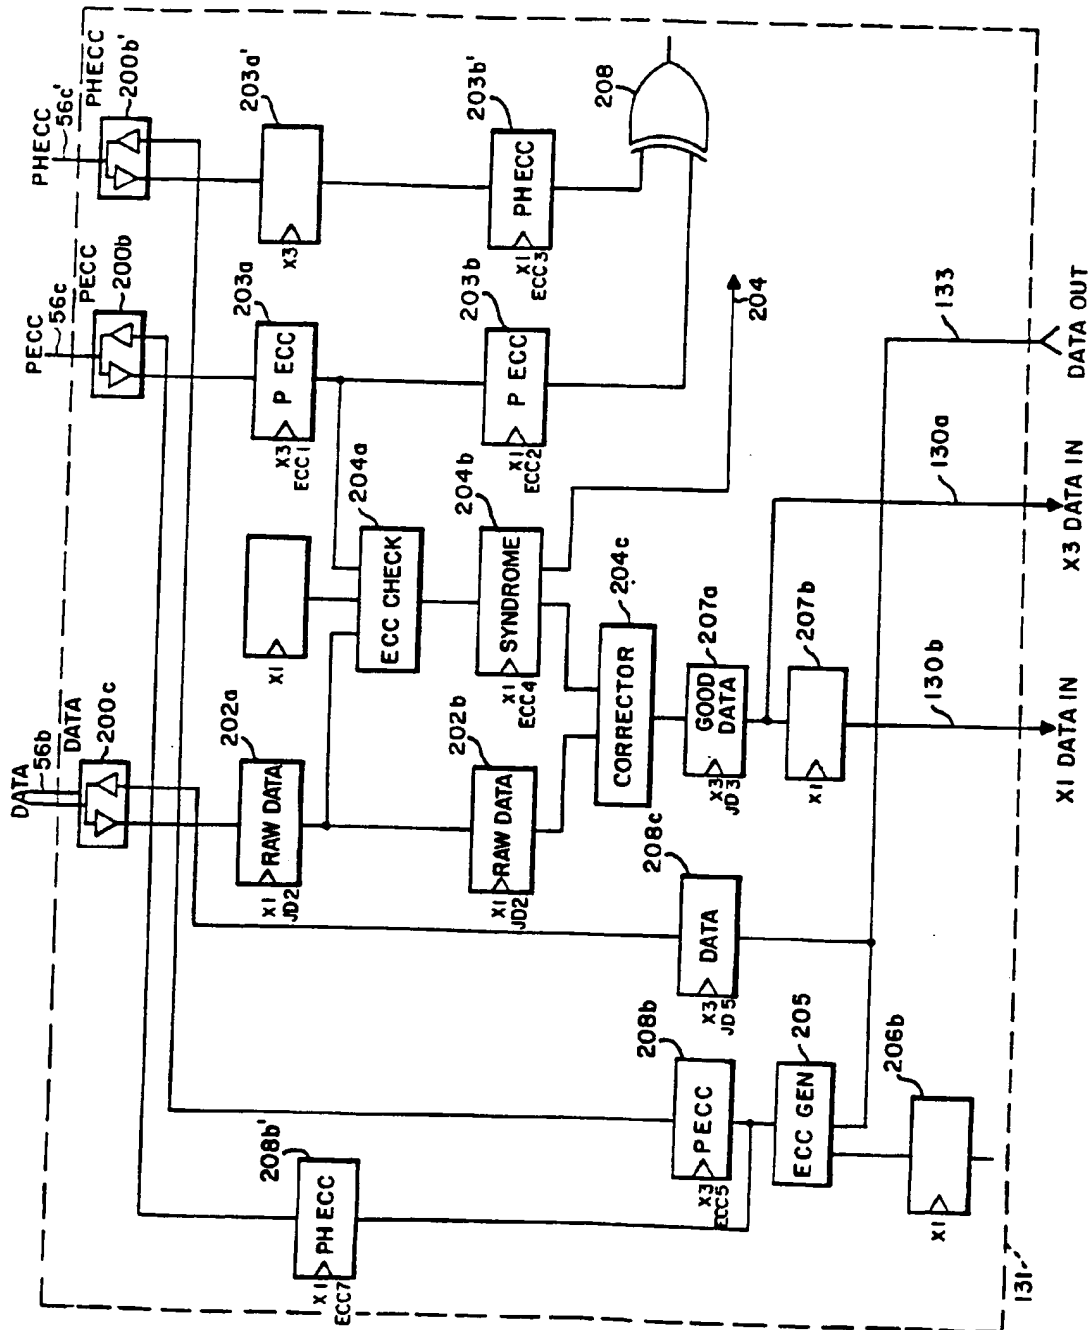 PHECC
56c'
PHECC
200b'
203a'
X3
203b'
PH ECC
X1
ECC3
208
PECC
56c
PECC
200b
203a
P ECC
X3
ECC1
203b
P ECC
X1
ECC2
204
X1
204a
ECC CHECK
204b
SYNDROME
X1
ECC4
204c
CORRECTOR
DATA
56b
DATA
200c
202a
RAW DATA
X1
JD2
202b
RAW DATA
X1
JD2
207a
GOOD
DATA
X3
JD3
207b
X1
133
DATA OUT
130a
X3 DATA IN
130b
X1 DATA IN
208c
DATA
X3
JD5
208b
PECC
X3
ECC5
205
ECC GEN
206b
X1
208b'
PH ECC
X1
ECC7
131